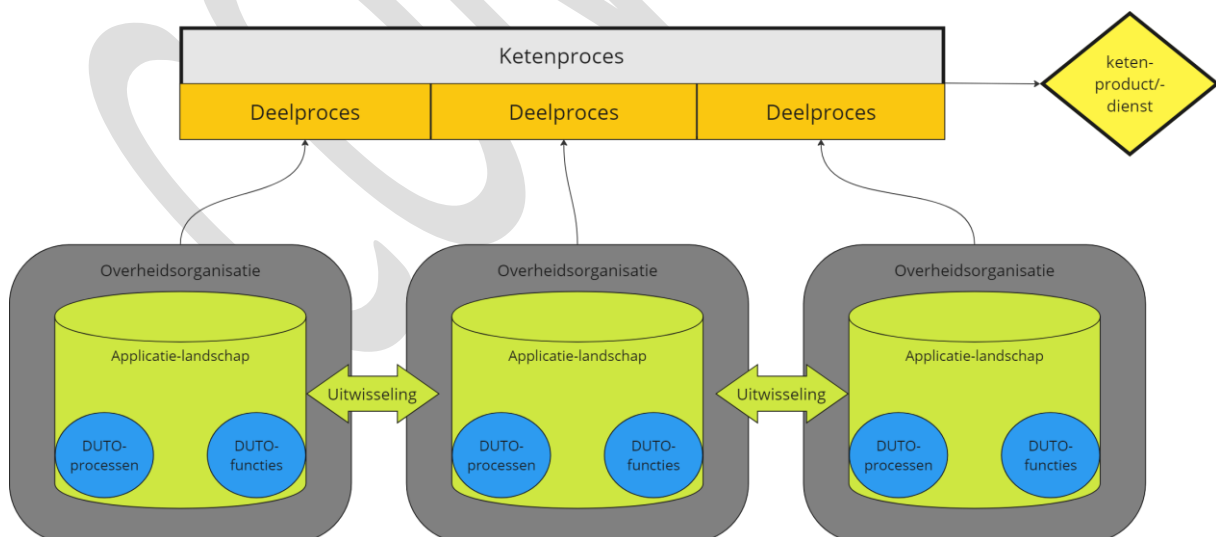 Ketenproces
keten-
product/-
dienst
Deelproces
Deelproces
Deelproces
Overheidsorganisatie
Overheidsorganisatie
Overheidsorganisatie
Applicatie-landschap
Applicatie-landschap
Applicatie-landschap
Uitwisseling
Uitwisseling
DUTO-
processen
DUTO-
functies
DUTO-
processen
DUTO-
functies
DUTO-
processen
DUTO-
functies